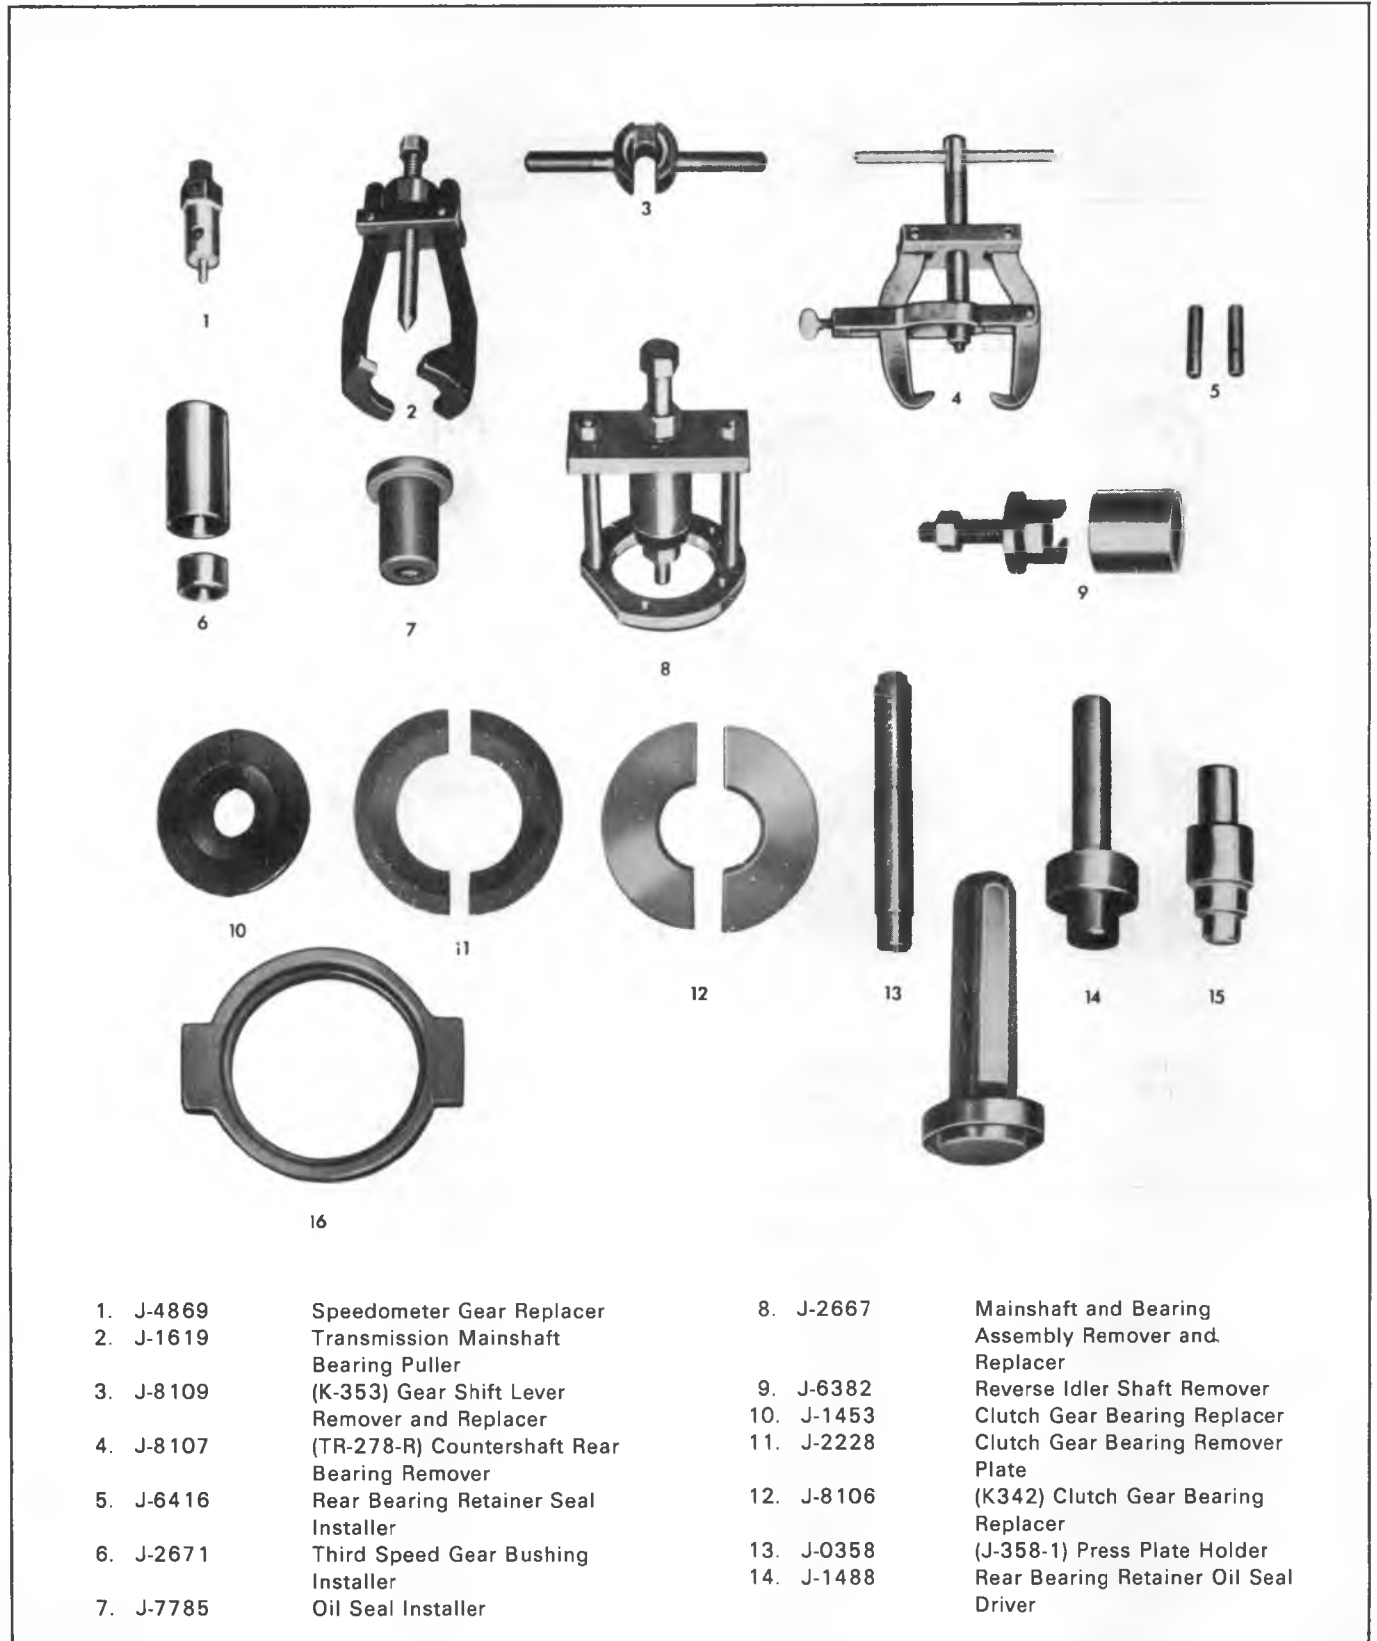 3
1
2
4
5
6
7
8
9
10
i1
12
13
14
15
16
1. J-4869 Speedometer Gear Replacer
2. J-1619 Transmission Mainshaft
Bearing Puller
3. J-8109 (K-353) Gear Shift Lever
Remover and Replacer
4. J-8107 (TR-278-R) Countershaft Rear
Bearing Remover
5. J-6416 Rear Bearing Retainer Seal
Installer
6. J-2671 Third Speed Gear Bushing
Installer
7. J-7785 Oil Seal Installer
8. J-2667 Mainshaft and Bearing
Assembly Remover and
Replacer
9. J-6382 Reverse Idler Shaft Remover
10. J-1453 Clutch Gear Bearing Replacer
11. J-2228 Clutch Gear Bearing Remover
Plate
12. J-8106 (K342) Clutch Gear Bearing
Replacer
13. J-0358 (J-358-1) Press Plate Holder
14. J-1488 Rear Bearing Retainer Oil Seal
Driver